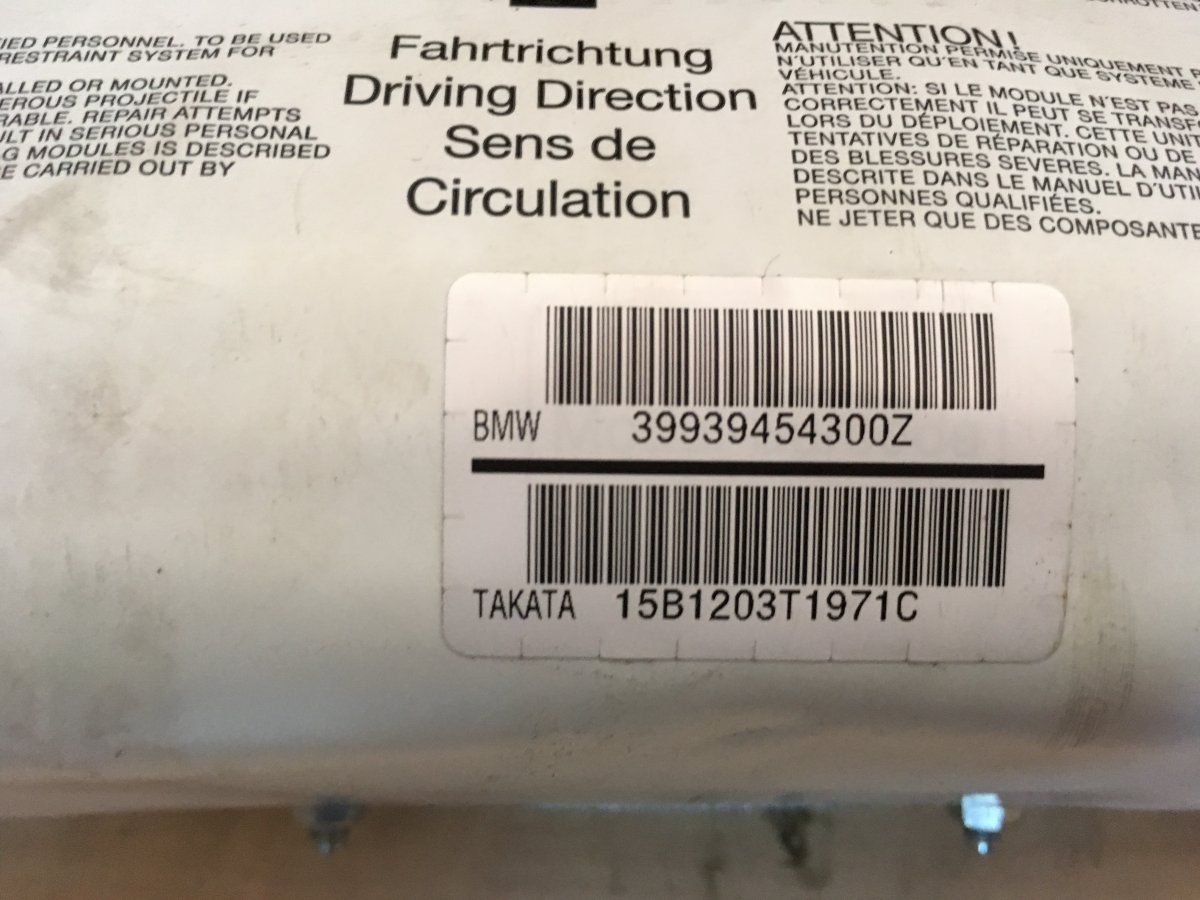 IED PERSONNEL. TO BE USED
RESTRAINT SYSTEM FOR
ALLED OR MOUNTED.
EROUS PROJECTILE IF
RABLE. REPAIR ATTEMPTS
ULT IN SERIOUS PERSONAL
G MODULES IS DESCRIBED
E CARRIED OUT BY
Fahrtrichtung
Driving Direction
Sens de
Circulation
ATTENTION!
MANUTENTION PERMISE UNIQUEMENT
N'UTILISER QU'EN TANT QUE SYSTEME
VÉHICULE.
ATTENTION: SI LE MODULE N'EST PAS
CORRECTEMENT IL PEUT SE TRANSF
LORS DU DÉPLOIEMENT. CETTE UNIT
TENTATIVES DE RÉPARATION OU DE
DES BLESSURES SEVERES. LA MAN
DESCRITE DANS LE MANUEL D'UTI
PERSONNES QUALIFIÉES.
NE JETER QUE DES COMPOSANTE
BMW 39939454300Z
TAKATA 15B1203T1971C